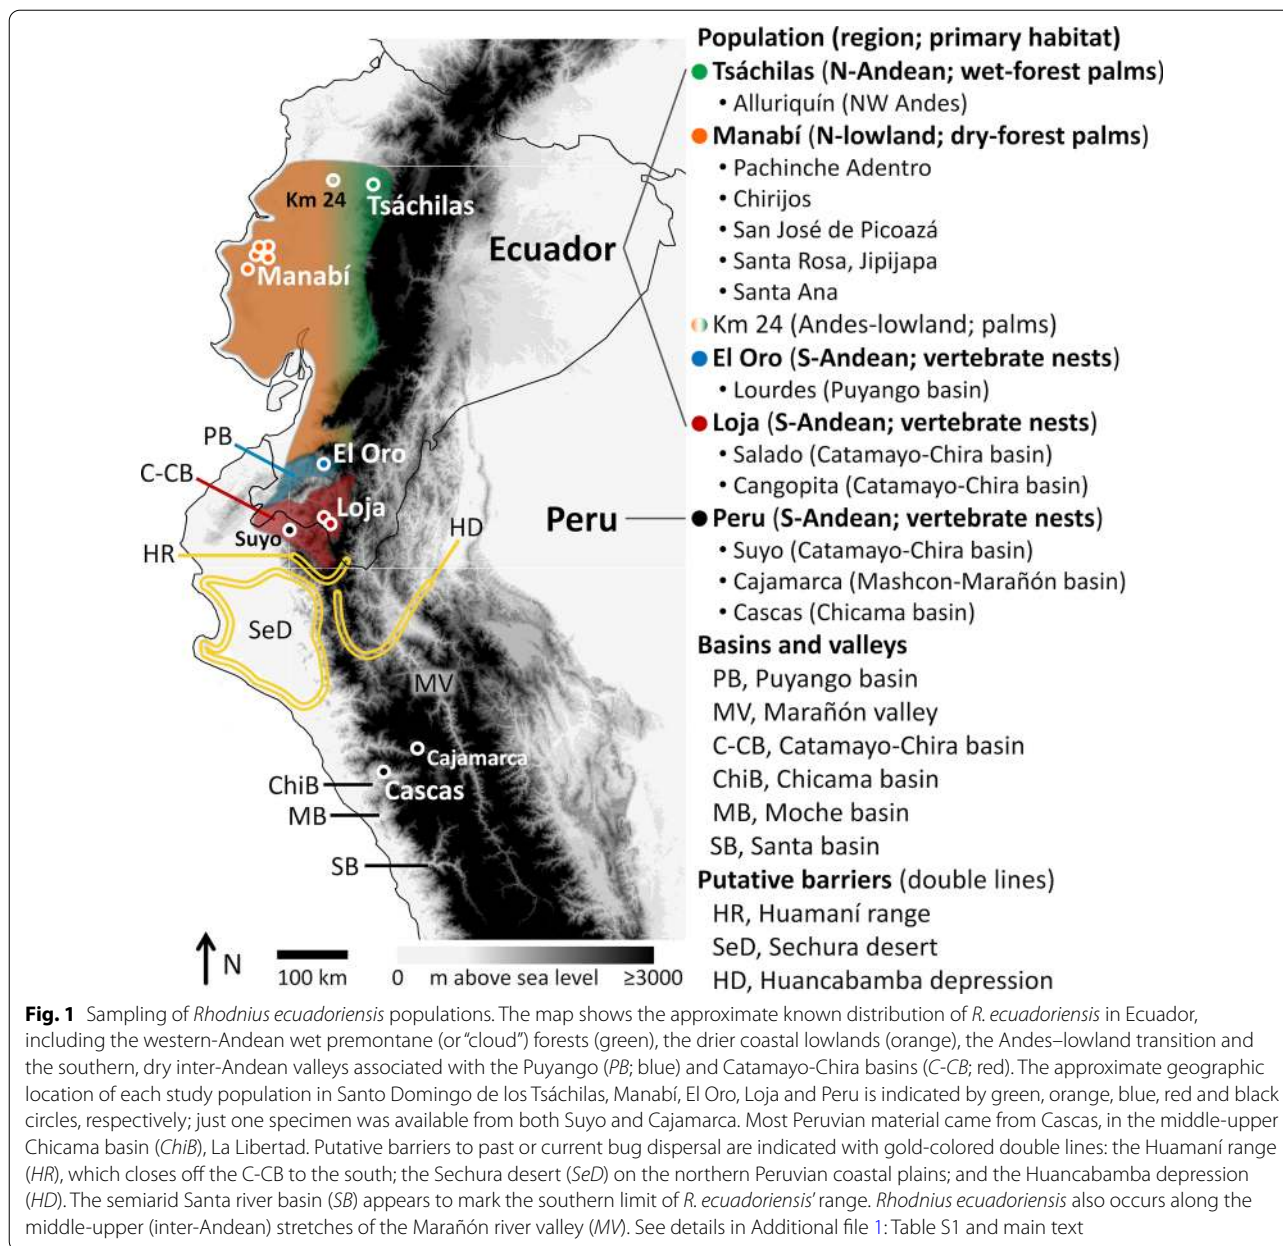 Population (region; primary habitat)
Tsáchilas (N-Andean; wet-forest palms)
• Alluriquín (NW Andes)
Manabí (N-lowland; dry-forest palms)
• Pachinche Adentro
• Chirijos
• San José de Picoazá
• Santa Rosa, Jipijapa
• Santa Ana
Km 24 (Andes-lowland; palms)
El Oro (S-Andean; vertebrate nests)
• Lourdes (Puyango basin)
Loja (S-Andean; vertebrate nests)
• Salado (Catamayo-Chira basin)
• Cangopita (Catamayo-Chira basin)
Peru (S-Andean; vertebrate nests)
• Suyo (Catamayo-Chira basin)
• Cajamarca (Mashcon-Marañón basin)
• Cascas (Chicama basin)
Basins and valleys
PB, Puyango basin
MV, Marañón valley
C-CB, Catamayo-Chira basin
ChiB, Chicama basin
MB, Moche basin
SB, Santa basin
Putative barriers (double lines)
HR, Huamaní range
SeD, Sechura desert
HD, Huancabamba depression
Km 24
Tsáchilas
Ecuador
Manabí
PB
El Oro
C-CB
Loja
Suyo
HD
Peru
HR
SeD
MV
Cajamarca
ChiB
Cascas
MB
SB
N
100 km
0 m above sea level ≥3000
Fig. 1 Sampling of Rhodnius ecuadoriensis populations. The map shows the approximate known distribution of R. ecuadoriensis in Ecuador,
including the western-Andean wet premontane (or “cloud”) forests (green), the drier coastal lowlands (orange), the Andes–lowland transition and
the southern, dry inter-Andean valleys associated with the Puyango (PB; blue) and Catamayo-Chira basins (C-CB; red). The approximate geographic
location of each study population in Santo Domingo de los Tsáchilas, Manabí, El Oro, Loja and Peru is indicated by green, orange, blue, red and black
circles, respectively; just one specimen was available from both Suyo and Cajamarca. Most Peruvian material came from Cascas, in the middle-upper
Chicama basin (ChiB), La Libertad. Putative barriers to past or current bug dispersal are indicated with gold-colored double lines: the Huamaní range
(HR), which closes off the C-CB to the south; the Sechura desert (SeD) on the northern Peruvian coastal plains; and the Huancabamba depression
(HD). The semiarid Santa river basin (SB) appears to mark the southern limit of R. ecuadoriensis’ range. Rhodnius ecuadoriensis also occurs along the
middle-upper (inter-Andean) stretches of the Marañón river valley (MV). See details in Additional file 1: Table S1 and main text